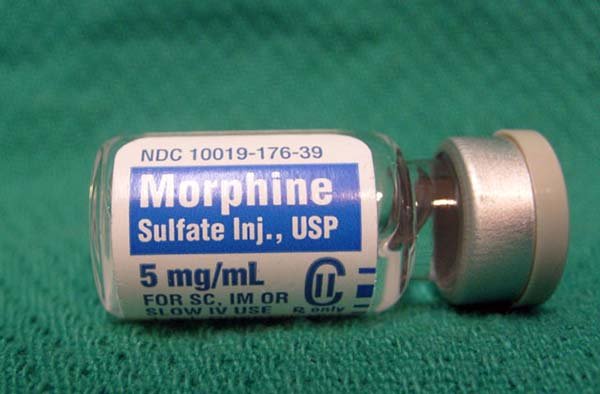 NDC 10019-176-39
Morphine
Sulfate Inj., USP
5 mg/mL
CII
FOR SC, IM OR
SLOW IV USE
Rx only